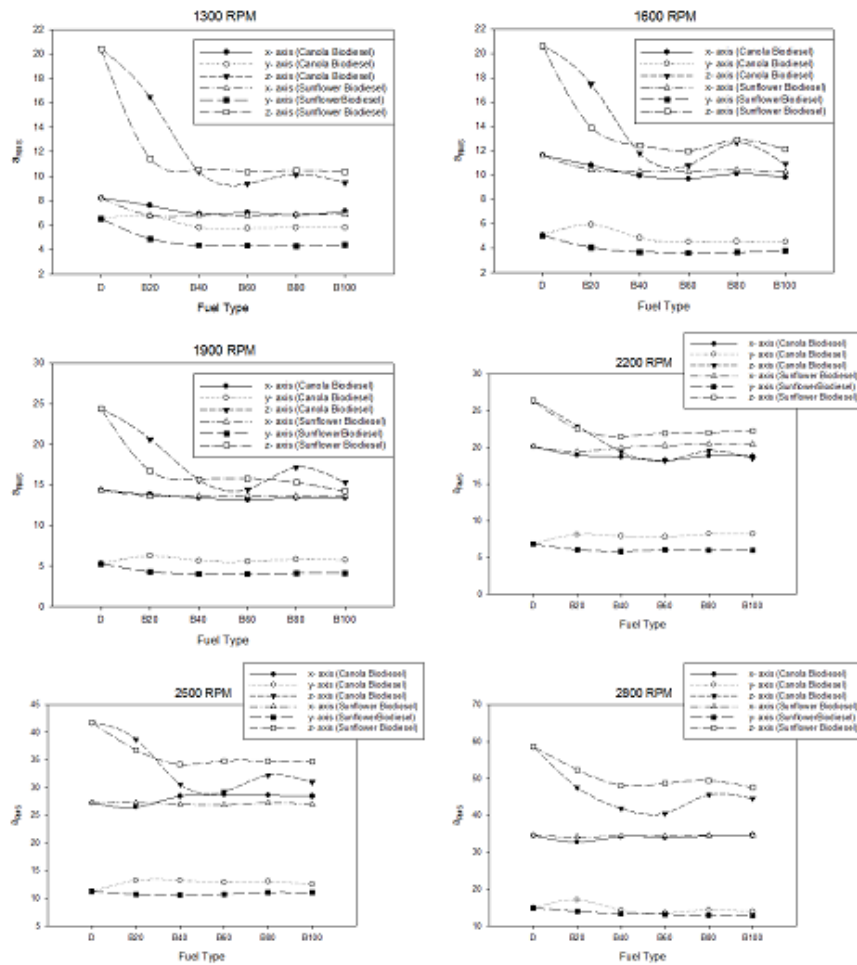 1300 RPM
x- axis (Canola Biodiesel)
y- axis (Canola Biodiesel)
z- axis (Canola Biodiesel)
x- axis (Sunflower Biodiesel)
y- axis (SunflowerBiodiesel)
z- axis (Sunflower Biodiesel)
22
20
18
16
14
12
10
8
6
4
2
aRMS
D B20 B40 B60 B80 B100
Fuel Type
1600 RPM
x- axis (Canola Biodiesel)
y- axis (Canola Biodiesel)
z- axis (Canola Biodiesel)
x- axis (Sunflower Biodiesel)
y- axis (SunflowerBiodiesel)
z- axis (Sunflower Biodiesel)
22
20
18
16
14
12
10
8
6
4
2
aRMS
D B20 B40 B60 B80 B100
Fuel Type
1900 RPM
x- axis (Canola Biodiesel)
y- axis (Canola Biodiesel)
z- axis (Canola Biodiesel)
x- axis (Sunflower Biodiesel)
y- axis (SunflowerBiodiesel)
z- axis (Sunflower Biodiesel)
30
25
20
15
10
5
0
aRMS
D B20 B40 B60 B80 B100
Fuel Type
2200 RPM
x- axis (Canola Biodiesel)
y- axis (Canola Biodiesel)
z- axis (Canola Biodiesel)
x- axis (Sunflower Biodiesel)
y- axis (SunflowerBiodiesel)
z- axis (Sunflower Biodiesel)
30
25
20
15
10
5
0
aRMS
D B20 B40 B60 B80 B100
Fuel Type
2500 RPM
x- axis (Canola Biodiesel)
y- axis (Canola Biodiesel)
z- axis (Canola Biodiesel)
x- axis (Sunflower Biodiesel)
y- axis (SunflowerBiodiesel)
z- axis (Sunflower Biodiesel)
45
40
35
30
25
20
15
10
5
aRMS
D B20 B40 B60 B80 B100
Fuel Type
2800 RPM
x- axis (Canola Biodiesel)
y- axis (Canola Biodiesel)
z- axis (Canola Biodiesel)
x- axis (Sunflower Biodiesel)
y- axis (SunflowerBiodiesel)
z- axis (Sunflower Biodiesel)
70
60
50
40
30
20
10
aRMS
D B20 B40 B60 B80 B100
Fuel Type